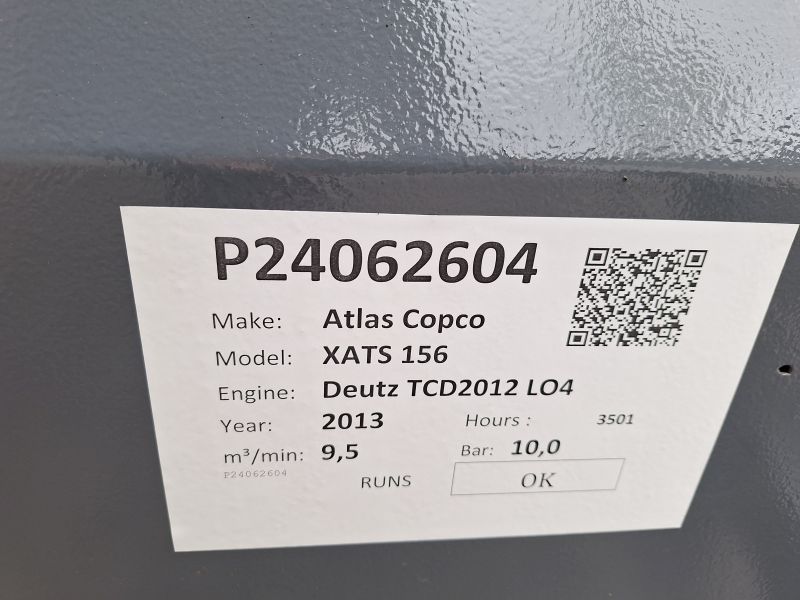 P24062604
Make: Atlas Copco
Model: XATS 156
Engine: Deutz TCD2012 LO4
Year: 2013 Hours : 3501
m³/min: 9,5 Bar: 10,0
P24062604
RUNS OK